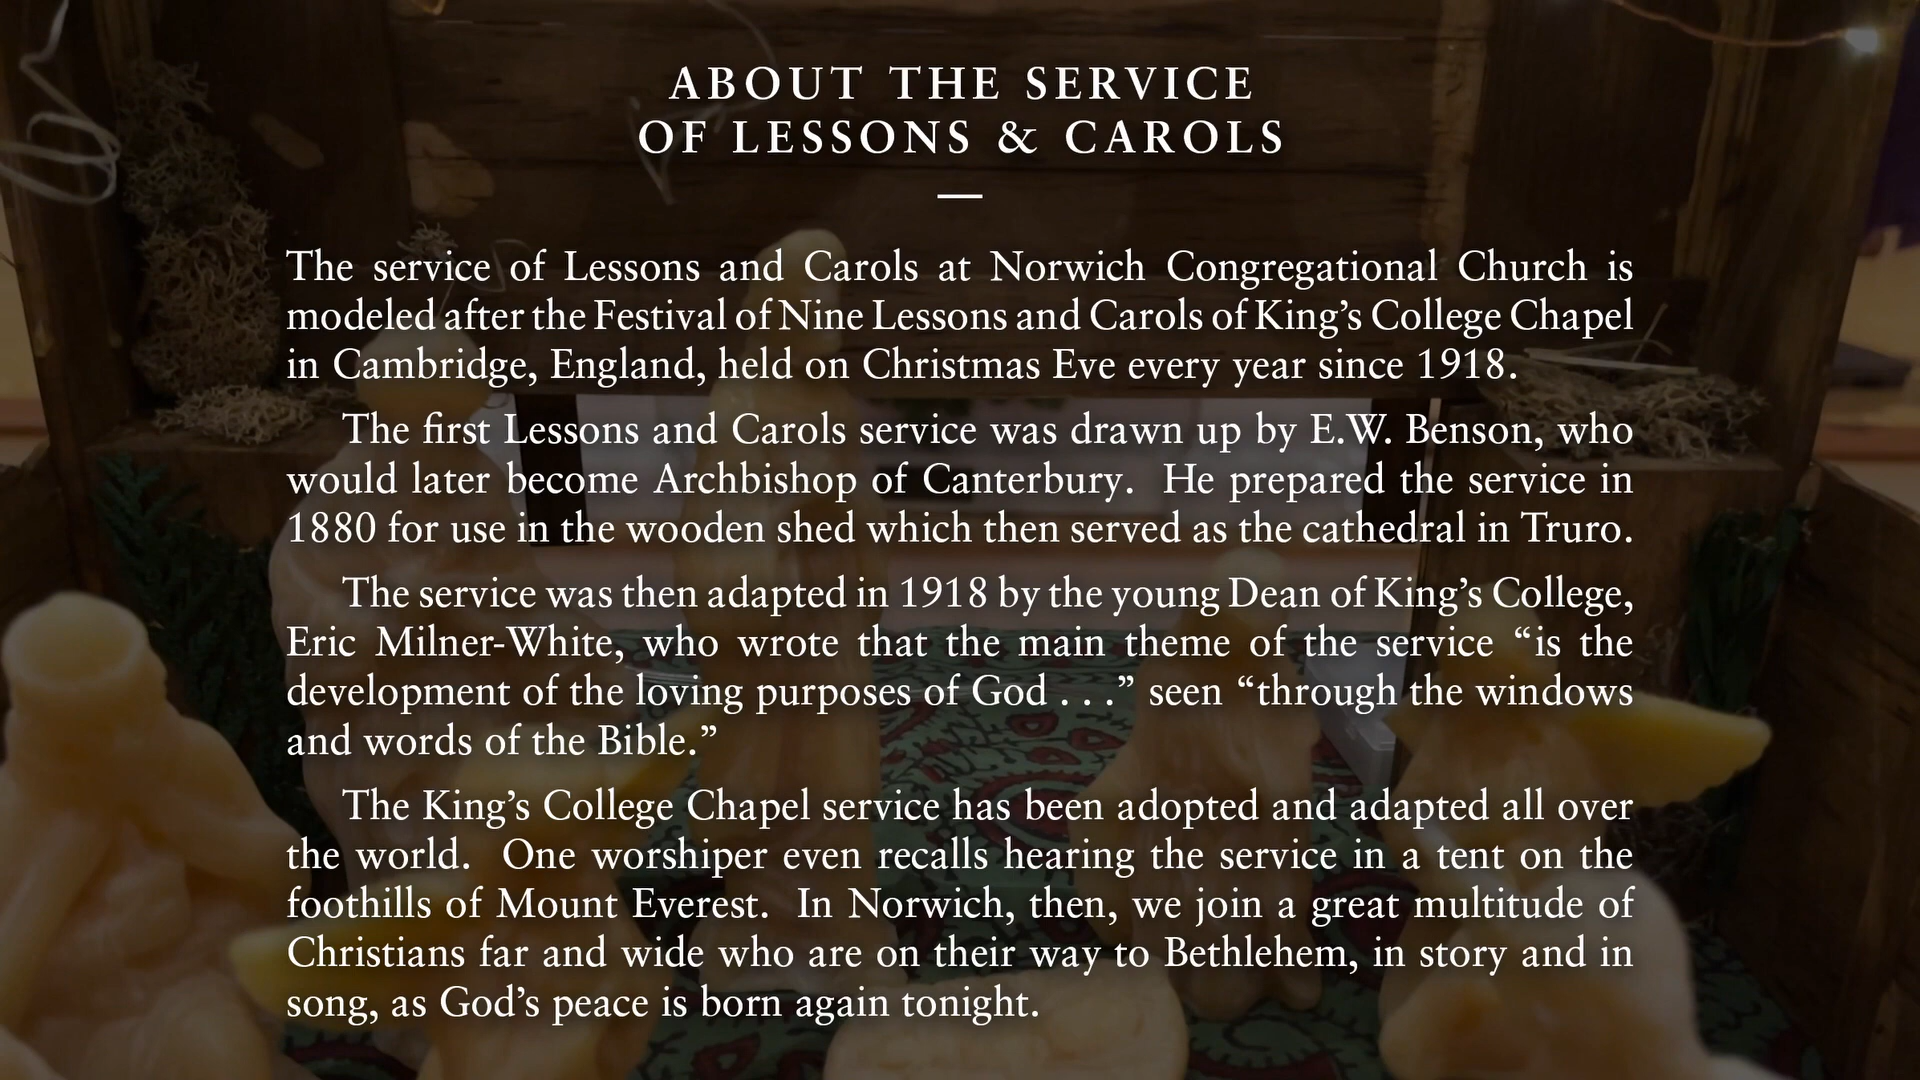 ABOUT THE SERVICE
OF LESSONS & CAROLS
The service of Lessons and Carols at Norwich Congregational Church is
modeled after the Festival of Nine Lessons and Carols of King’s College Chapel
in Cambridge, England, held on Christmas Eve every year since 1918.
The first Lessons and Carols service was drawn up by E.W. Benson, who
would later become Archbishop of Canterbury. He prepared the service in
1880 for use in the wooden shed which then served as the cathedral in Truro.
The service was then adapted in 1918 by the young Dean of King’s College,
Eric Milner-White, who wrote that the main theme of the service “is the
development of the loving purposes of God . . .” seen “through the windows
and words of the Bible.”
The King’s College Chapel service has been adopted and adapted all over
the world. One worshiper even recalls hearing the service in a tent on the
foothills of Mount Everest. In Norwich, then, we join a great multitude of
Christians far and wide who are on their way to Bethlehem, in story and in
song, as God’s peace is born again tonight.